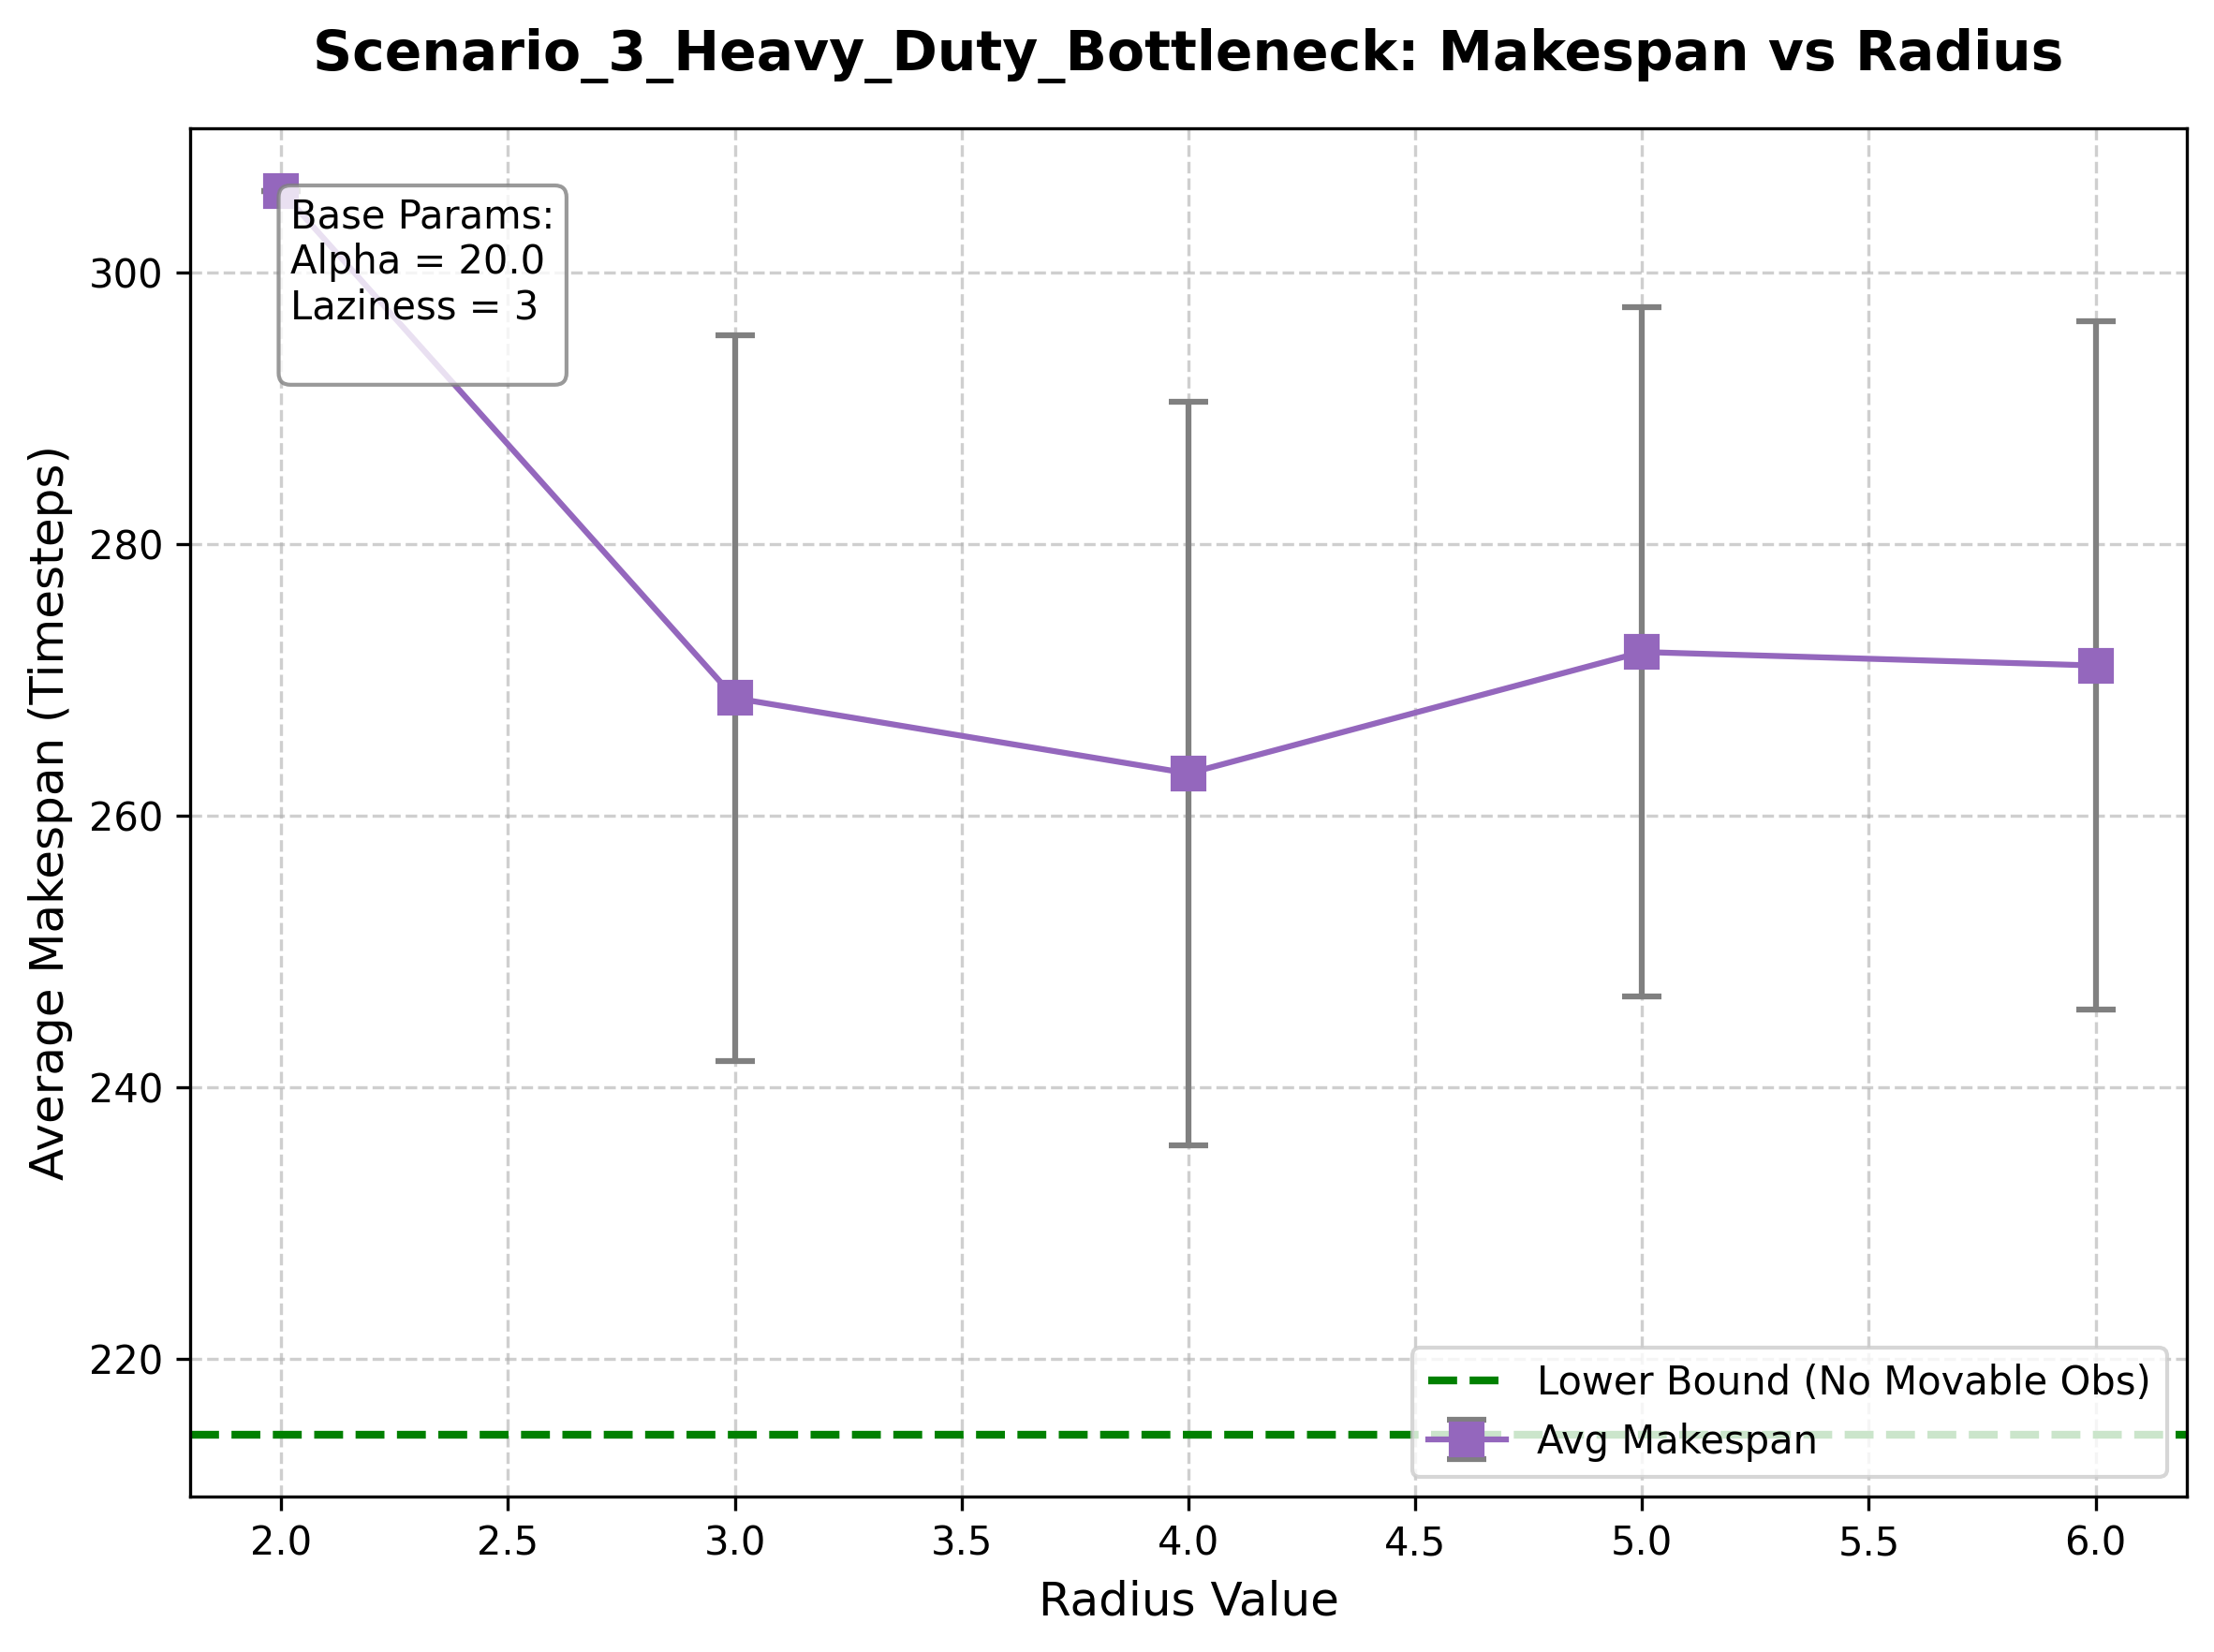 Scenario_3_Heavy_Duty_Bottleneck: Makespan vs Radius
Base Params:
Alpha = 20.0
Laziness = 3
Average Makespan (Timesteps)
300
280
260
240
220
Lower Bound (No Movable Obs)
Avg Makespan
2.0 2.5 3.0 3.5 4.0 4.5 5.0 5.5 6.0
Radius Value